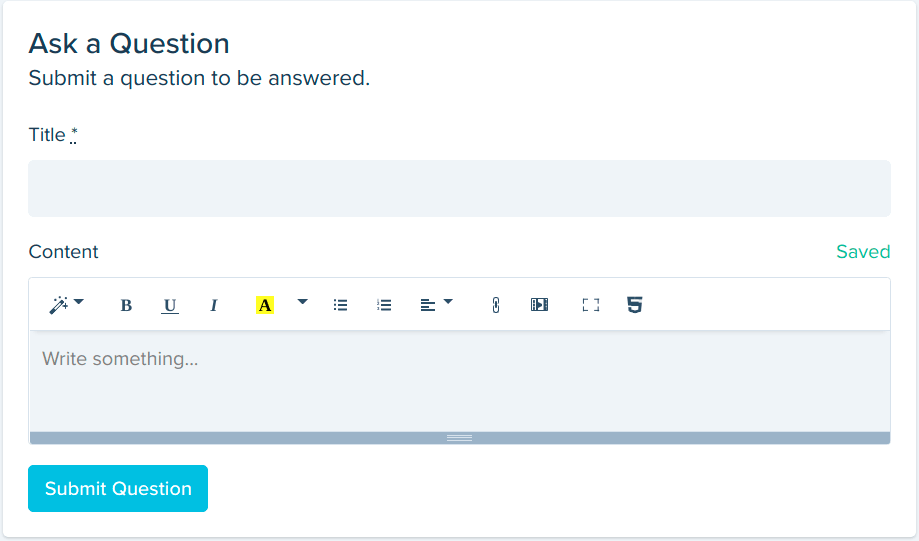 Ask a Question
Submit a question to be answered.
Title *
Content
Saved
B U I A
Write something...
Submit Question